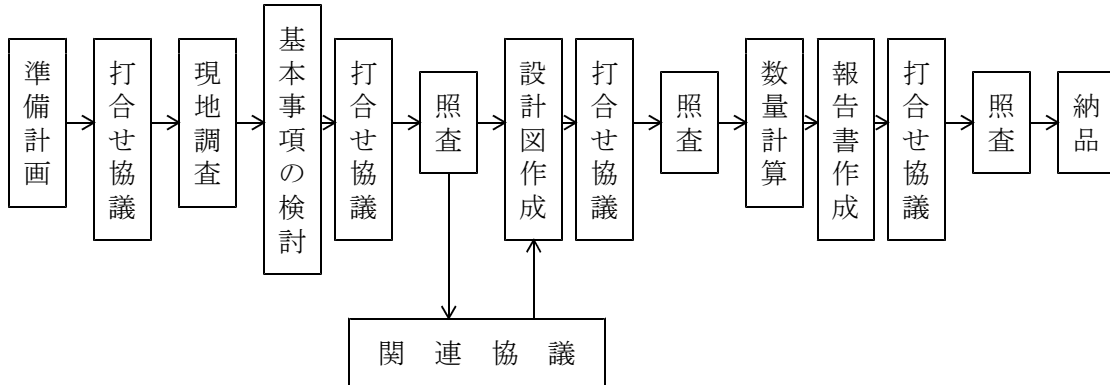 準備計画
打合せ協議
現地調査
基本事項の検討
打合せ協議
照査
設計図作成
打合せ協議
照査
数量計算
報告書作成
打合せ協議
照査
納品
関連協議